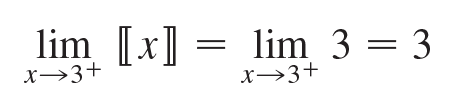 lim x→3⁺ ⟦x⟧ = lim x→3⁺ 3 = 3